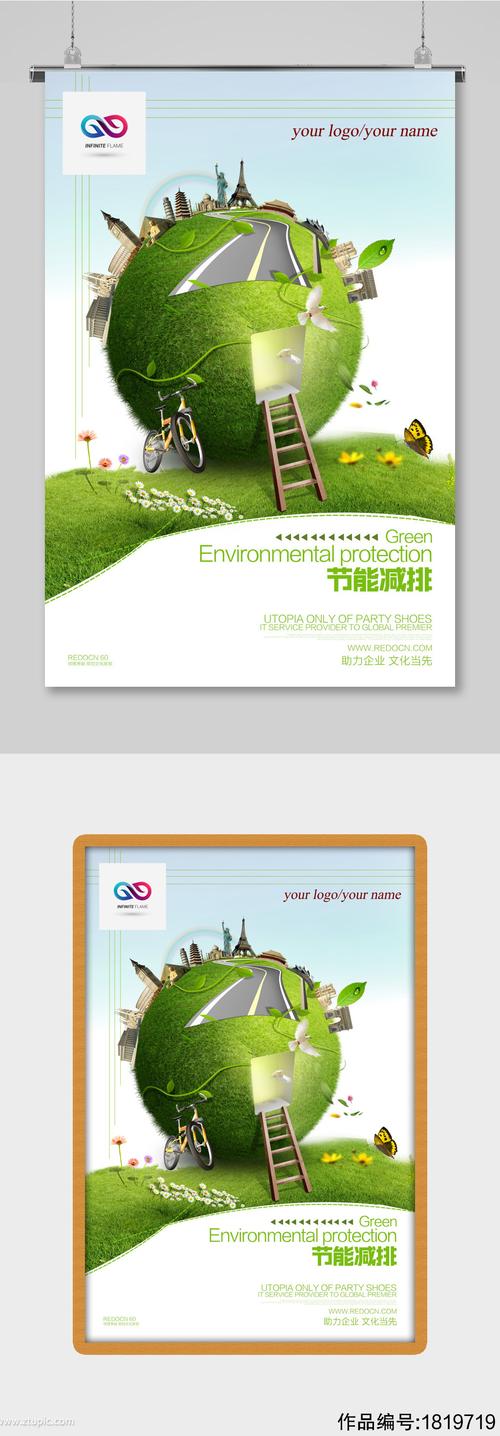 INFINITE FLAME
your logo/your name
Green
Environmental protection
节能减排
UTOPIA ONLY OF PARTY SHOES
IT SERVICE PROVIDER TO GLOBAL PREMIER
WWW.REDOCN.COM
助力企业 文化当先
REDOCN 60
INFINITE FLAME
your logo/your name
Green
Environmental protection
节能减排
UTOPIA ONLY OF PARTY SHOES
IT SERVICE PROVIDER TO GLOBAL PREMIER
WWW.REDOCN.COM
助力企业 文化当先
REDOCN 60
www.ztupic.com
作品编号:1819719